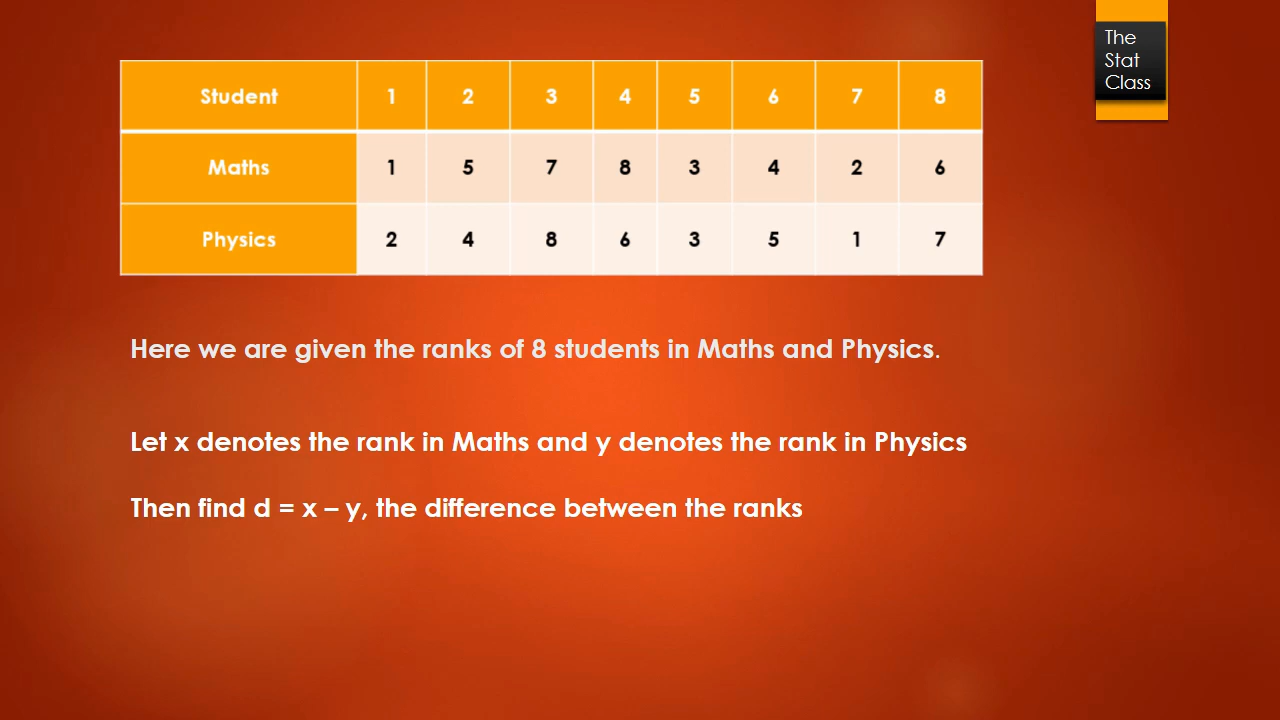 The
Stat
Class
Student 1 2 3 4 5 6 7 8
Maths 1 5 7 8 3 4 2 6
Physics 2 4 8 6 3 5 1 7
Here we are given the ranks of 8 students in Maths and Physics.
Let x denotes the rank in Maths and y denotes the rank in Physics
Then find d = x – y, the difference between the ranks